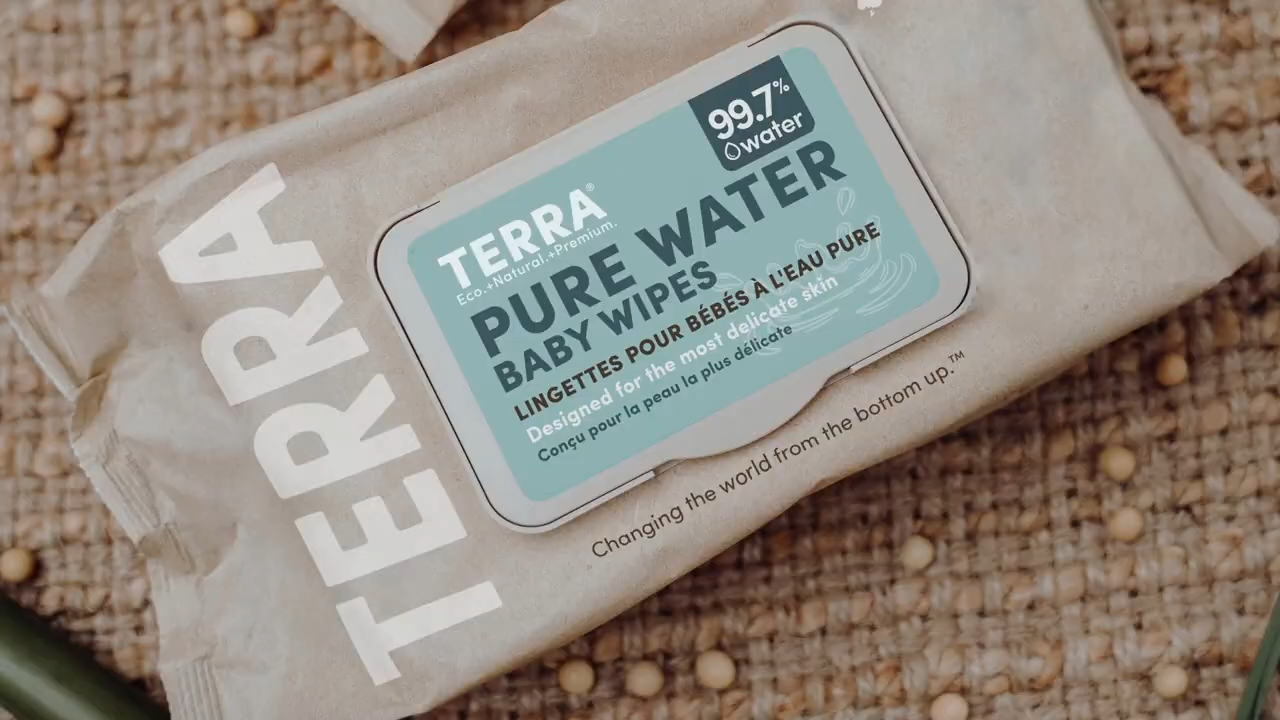 TERRA
99.7%
water
TERRA®
Eco.+Natural.+Premium.
PURE WATER
BABY WIPES
LINGETTES POUR BÉBÉS À L'EAU PURE
Designed for the most delicate skin
Conçu pour la peau la plus délicate
Changing the world from the bottom up.™